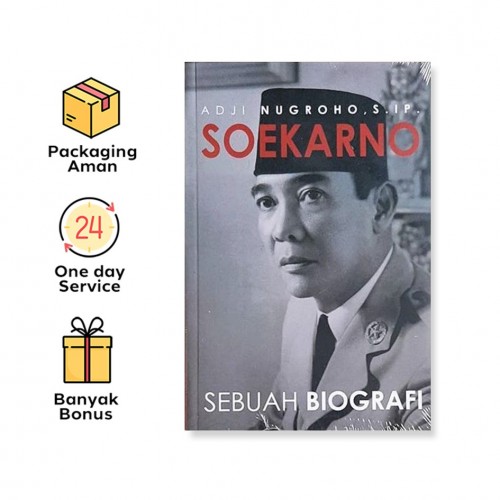 Packaging
Aman
24
One day
Service
Banyak
Bonus
ADJI NUGROHO, S.IP.
SOEKARNO
SEBUAH BIOGRAFI